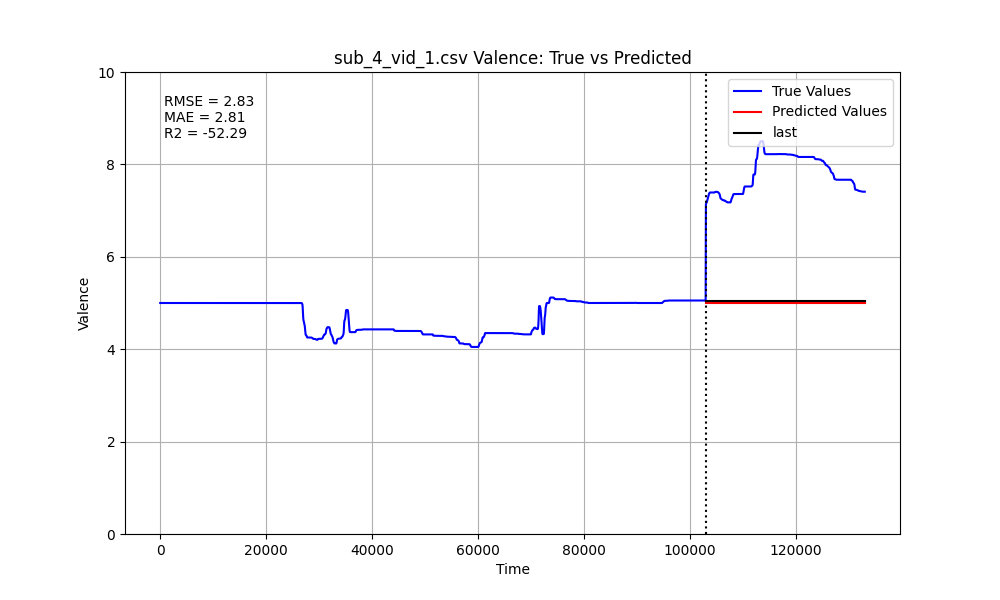 sub_4_vid_1.csv Valence: True vs Predicted
10
8
6
4
2
0
Valence
RMSE = 2.83
MAE = 2.81
R2 = -52.29
True Values
Predicted Values
last
0
20000
40000
60000
80000
100000
120000
Time